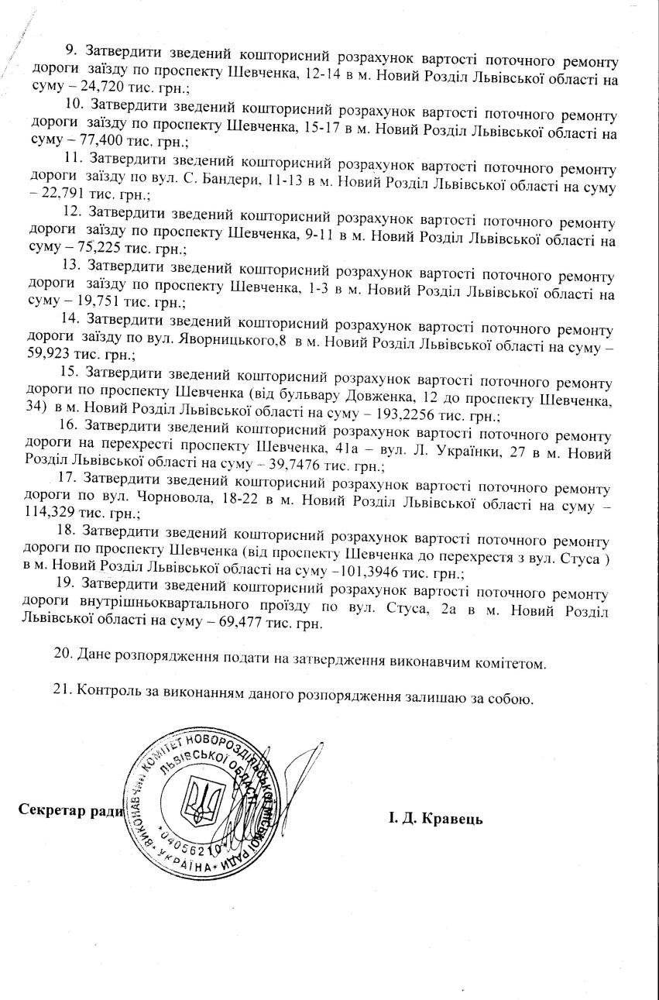 9. Затвердити зведений кошторисний розрахунок вартості поточного ремонту
дороги заїзду по проспекту Шевченка, 12-14 в м. Новий Розділ Львівської області на
суму – 24,720 тис. грн.;
10. Затвердити зведений кошторисний розрахунок вартості поточного ремонту
дороги заїзду по проспекту Шевченка, 15-17 в м. Новий Розділ Львівської області на
суму – 77,400 тис. грн.;
11. Затвердити зведений кошторисний розрахунок вартості поточного ремонту
дороги заїзду по вул. С. Бандери, 11-13 в м. Новий Розділ Львівської області на суму
– 22,791 тис. грн.;
12. Затвердити зведений кошторисний розрахунок вартості поточного ремонту
дороги заїзду по проспекту Шевченка, 9-11 в м. Новий Розділ Львівської області на
суму – 75,225 тис. грн.;
13. Затвердити зведений кошторисний розрахунок вартості поточного ремонту
дороги заїзду по проспекту Шевченка, 1-3 в м. Новий Розділ Львівської області на
суму – 19,751 тис. грн.;
14. Затвердити зведений кошторисний розрахунок вартості поточного ремонту
дороги заїзду по вул. Яворницького,8 в м. Новий Розділ Львівської області на суму –
59,923 тис. грн.;
15. Затвердити зведений кошторисний розрахунок вартості поточного ремонту
дороги по проспекту Шевченка (від бульвару Довженка, 12 до проспекту Шевченка,
34) в м. Новий Розділ Львівської області на суму – 193,2256 тис. грн.;
16. Затвердити зведений кошторисний розрахунок вартості поточного ремонту
дороги на перехресті проспекту Шевченка, 41а – вул. Л. Українки, 27 в м. Новий
Розділ Львівської області на суму – 39,7476 тис. грн.;
17. Затвердити зведений кошторисний розрахунок вартості поточного ремонту
дороги по вул. Чорновола, 18-22 в м. Новий Розділ Львівської області на суму –
114,329 тис. грн.;
18. Затвердити зведений кошторисний розрахунок вартості поточного ремонту
дороги по проспекту Шевченка (від проспекту Шевченка до перехрестя з вул. Стуса )
в м. Новий Розділ Львівської області на суму –101,3946 тис. грн.;
19. Затвердити зведений кошторисний розрахунок вартості поточного ремонту
дороги внутрішньоквартального проїзду по вул. Стуса, 2а в м. Новий Розділ
Львівської області на суму – 69,477 тис. грн.
20. Дане розпорядження подати на затвердження виконавчим комітетом.
21. Контроль за виконанням даного розпорядження залишаю за собою.
Секретар ради
І. Д. Кравець
ВИКОНАВЧИЙ КОМІТЕТ НОВОРОЗДІЛЬСЬКОЇ МІСЬКОЇ РАДИ
ЛЬВІВСЬКОЇ ОБЛАСТІ
*04056210*
*УКРАЇНА*